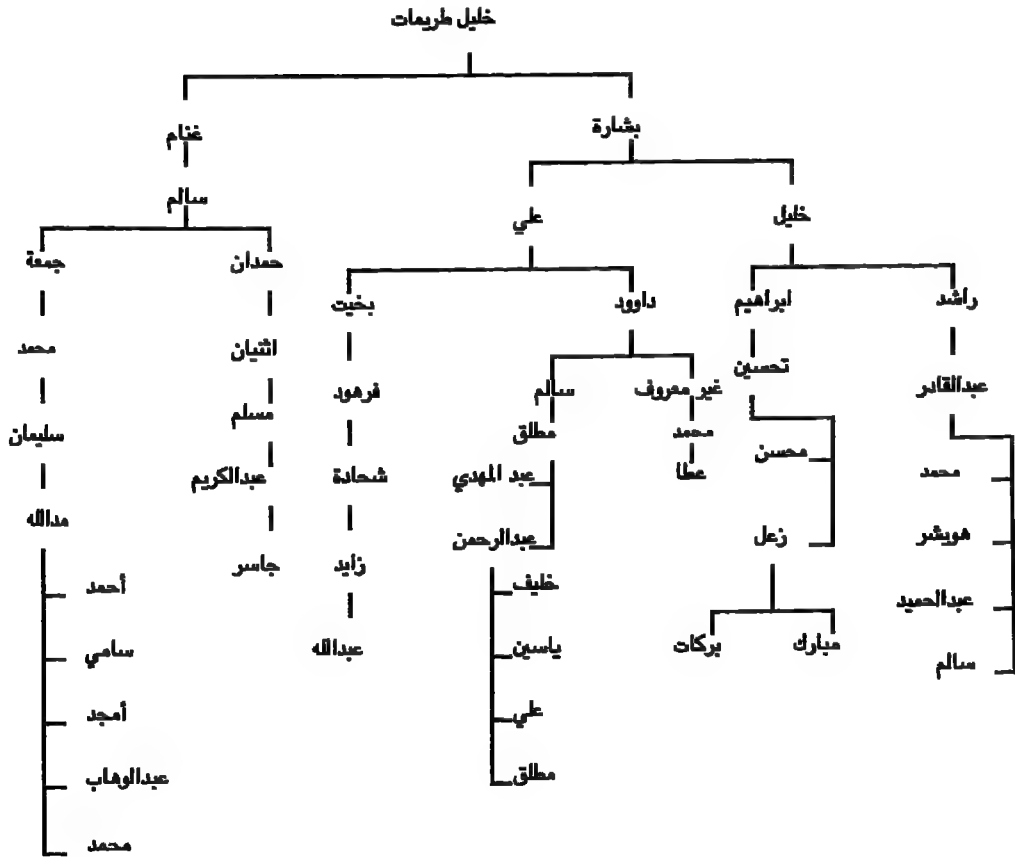 خليل طريمات
بشارة
غنام
خليل
علي
سالم
راشد
ابراهيم
داوود
بخيت
حمدان
جمعة
عبدالقادر
تحسين
غير معروف
سالم
فرهود
اثنيان
محمد
محمد
هويشر
عبدالحميد
سالم
محسن
زعل
مبارك
بركات
محمد
عطا
مطلق
عبد المهدي
عبدالرحمن
خليف
ياسين
علي
مطلق
شحادة
زايد
عبدالله
مسلم
عبدالكريم
جاسر
سليمان
مدالله
أحمد
سامي
أمجد
عبدالوهاب
محمد